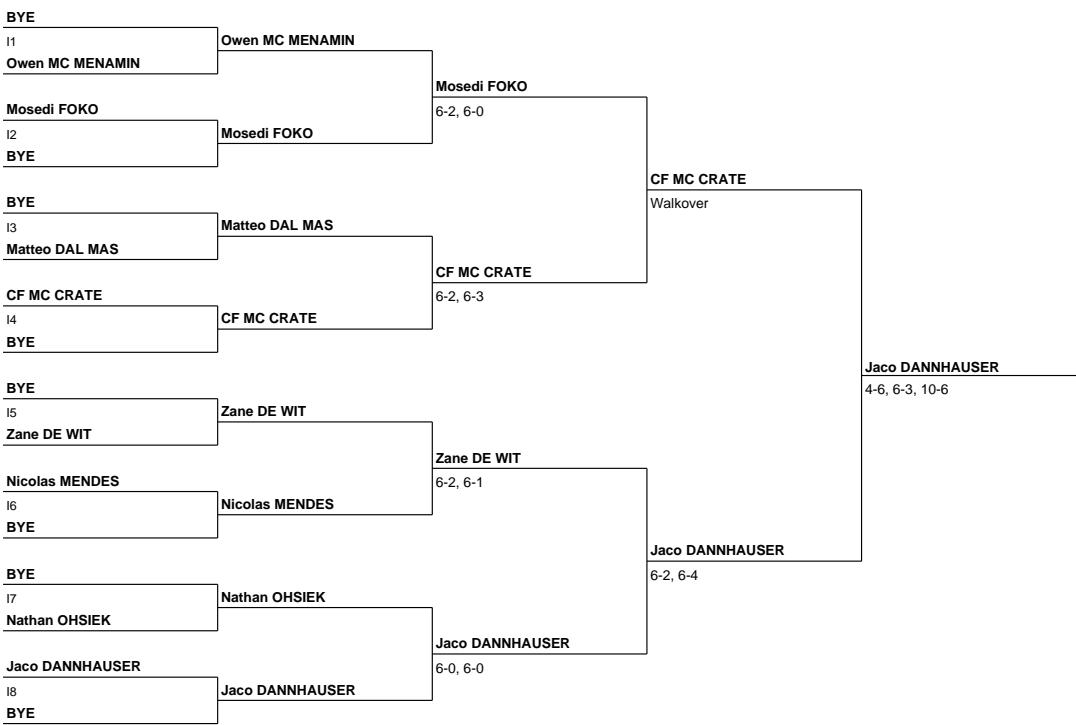 BYE
I1
Owen MC MENAMIN
Mosedi FOKO
I2
BYE
BYE
I3
Matteo DAL MAS
CF MC CRATE
I4
BYE
BYE
I5
Zane DE WIT
Nicolas MENDES
I6
BYE
BYE
I7
Nathan OHSIEK
Jaco DANNHAUSER
I8
BYE
Owen MC MENAMIN
Mosedi FOKO
Matteo DAL MAS
CF MC CRATE
Zane DE WIT
Nicolas MENDES
Nathan OHSIEK
Jaco DANNHAUSER
Mosedi FOKO
6-2, 6-0
CF MC CRATE
6-2, 6-3
Zane DE WIT
6-2, 6-1
Jaco DANNHAUSER
6-0, 6-0
CF MC CRATE
Walkover
Jaco DANNHAUSER
6-2, 6-4
Jaco DANNHAUSER
4-6, 6-3, 10-6